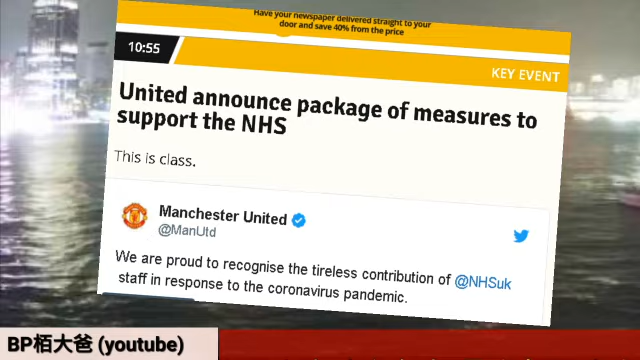 Have your newspaper delivered straight to your
door and save 40% from the price
10:55
KEY EVENT
United announce package of measures to
support the NHS
This is class.
Manchester United
@ManUtd
We are proud to recognise the tireless contribution of @NHSuk
staff in response to the coronavirus pandemic.
BP栢大爸 (youtube)